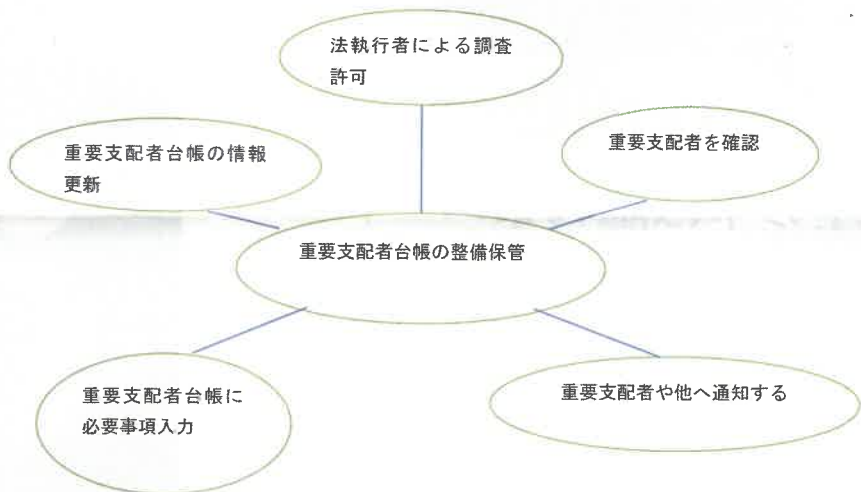 法執行者による調査
許可
重要支配者台帳の情報
更新
重要支配者を確認
重要支配者台帳の整備保管
重要支配者台帳に
必要事項入力
重要支配者や他へ通知する